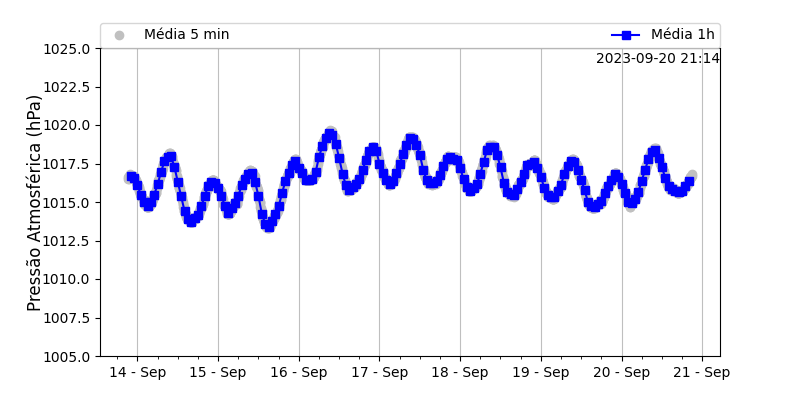 Média 5 min
Média 1h
2023-09-20 21:14
Pressão Atmosférica (hPa)
1025.0
1022.5
1020.0
1017.5
1015.0
1012.5
1010.0
1007.5
1005.0
14 - Sep
15 - Sep
16 - Sep
17 - Sep
18 - Sep
19 - Sep
20 - Sep
21 - Sep